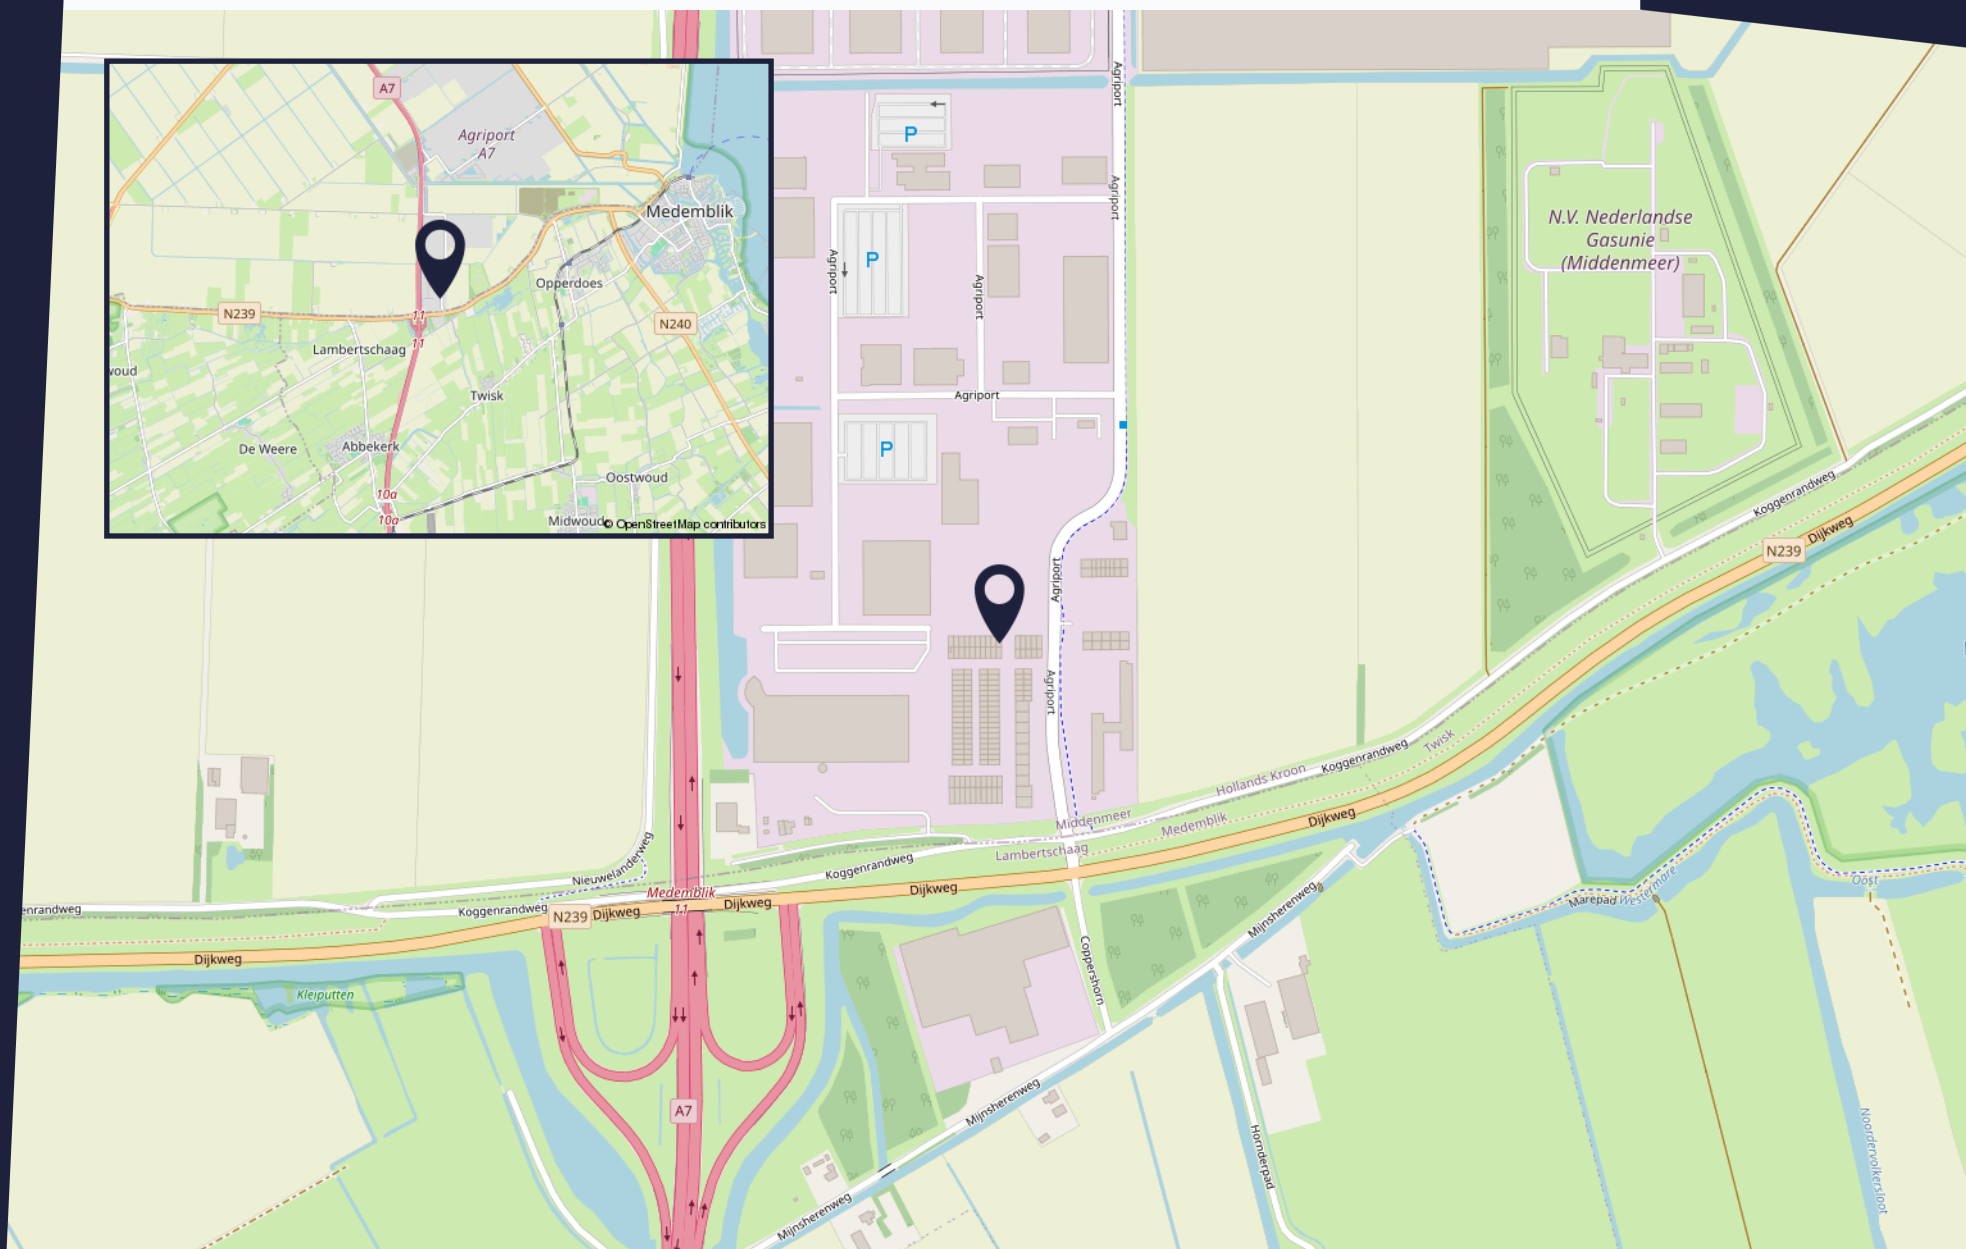 A7
Agriport
A7
Medemblik
Opperdoes
N239
11
11
N240
Lambertschaag
woud
Twisk
De Weere
Abbekerk
Oostwoud
10a
10a
Midwoud
© OpenStreetMap contributors
Agriport
P
Agriport
N.V. Nederlandse
Gasunie
(Middenmeer)
P
Agriport
Agriport
Agriport
P
Koggenrandweg
Dijkweg
N239
Agriport
Agriport
Twisk
Koggenrandweg
Hollands Kroon
Middenmeer
Medemblik
Dijkweg
Lambertschaag
Nieuwelanderweg
Koggenrandweg
Medemblik
11
Dijkweg
Dijkweg
Dijkweg
N239
Koggenrandweg
enrandweg
Dijkweg
Kleiputten
Mijnsherenweg
Marepad
Westermare
Oost
Coppershorn
A7
Mijnsherenweg
Hornderpad
Noordervolkersloot
Mijnsherenweg